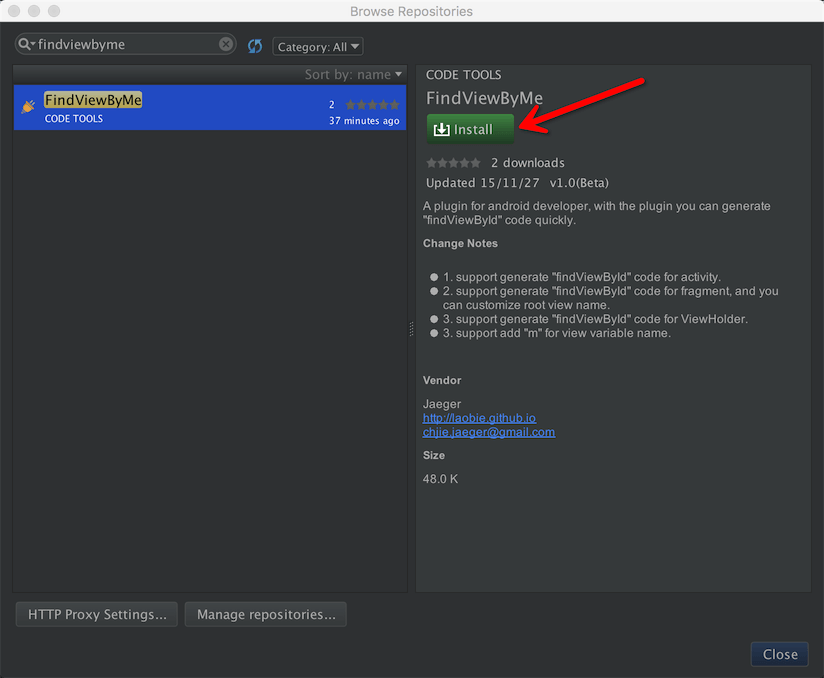 Browse Repositories
findviewbyme
Category: All
Sort by: name
FindViewByMe
2
CODE TOOLS
37 minutes ago
CODE TOOLS
FindViewByMe
Install
2 downloads
Updated 15/11/27 v1.0(Beta)
A plugin for android developer, with the plugin you can generate
"findViewById" code quickly.
Change Notes
1. support generate "findViewById" code for activity.
2. support generate "findViewById" code for fragment, and you
can customize root view name.
3. support generate "findViewById" code for ViewHolder.
3. support add "m" for view variable name.
Vendor
Jaeger
http://laobie.github.io
chjie.jaeger@gmail.com
Size
48.0 K
HTTP Proxy Settings...
Manage repositories...
Close